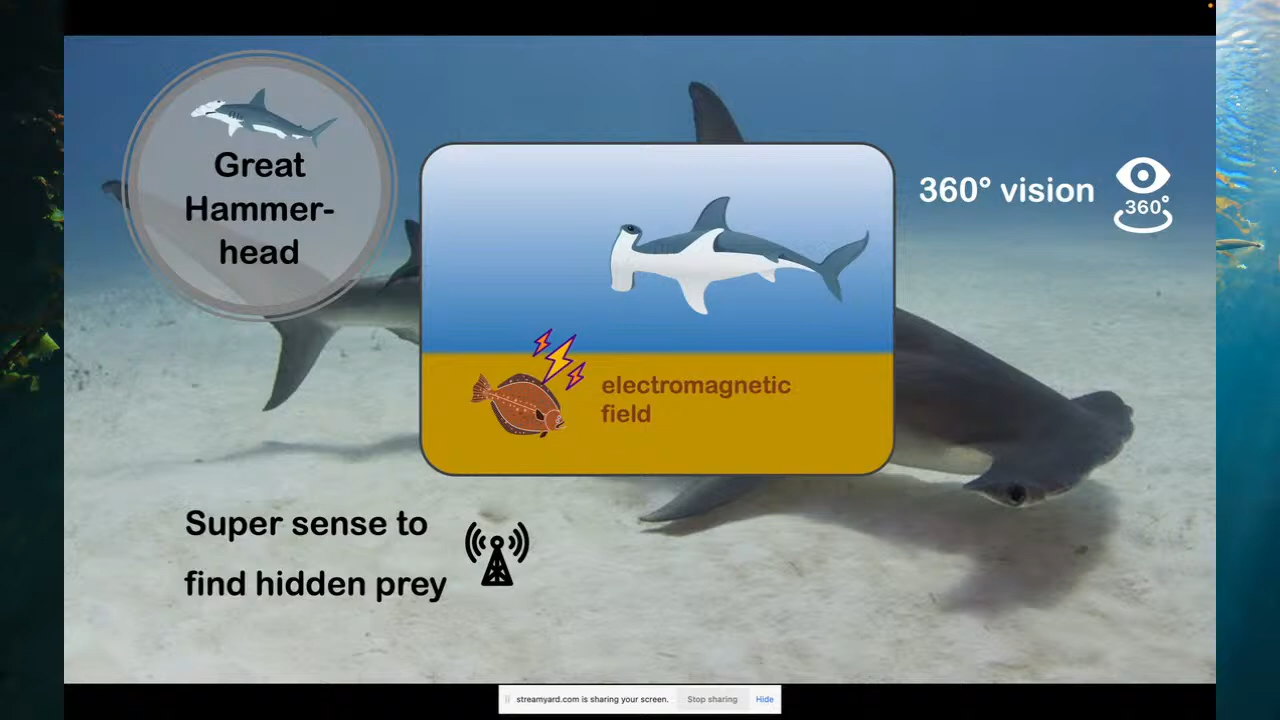 Great
Hammer-
head
360° vision
360°
electromagnetic
field
Super sense to
find hidden prey
streamyard.com is sharing your screen.
Stop sharing
Hide